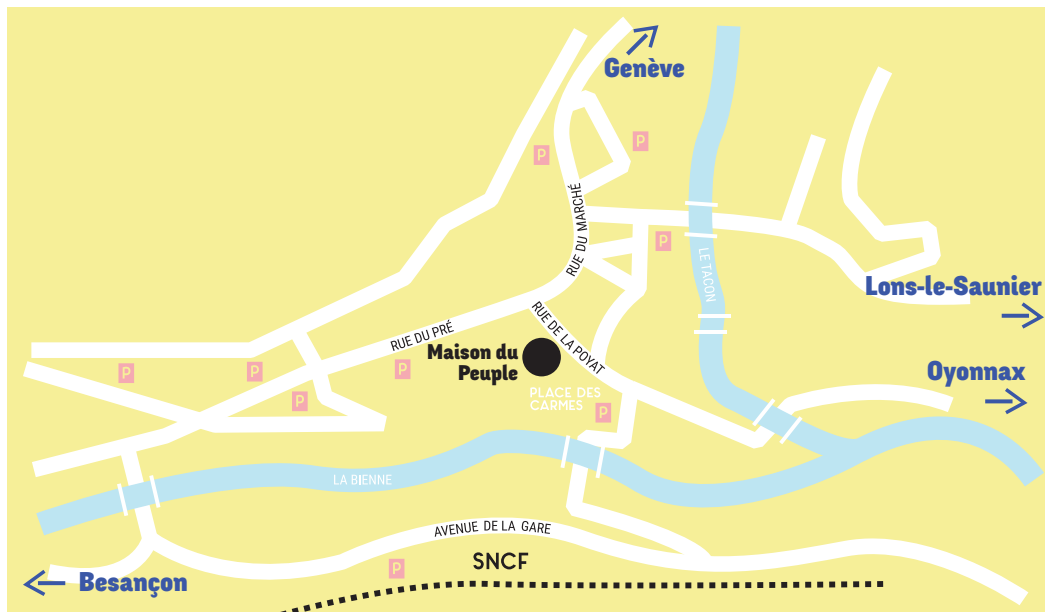 Genève
P
P
RUE DU MARCHÉ
P
LE TACON
Lons-le-Saunier
RUE DE LA POYAT
RUE DU PRÉ
Maison du
Peuple
P
P
P
P
Oyonnax
PLACE DES
CARMES
P
LA BIENNE
AVENUE DE LA GARE
SNCF
P
Besançon